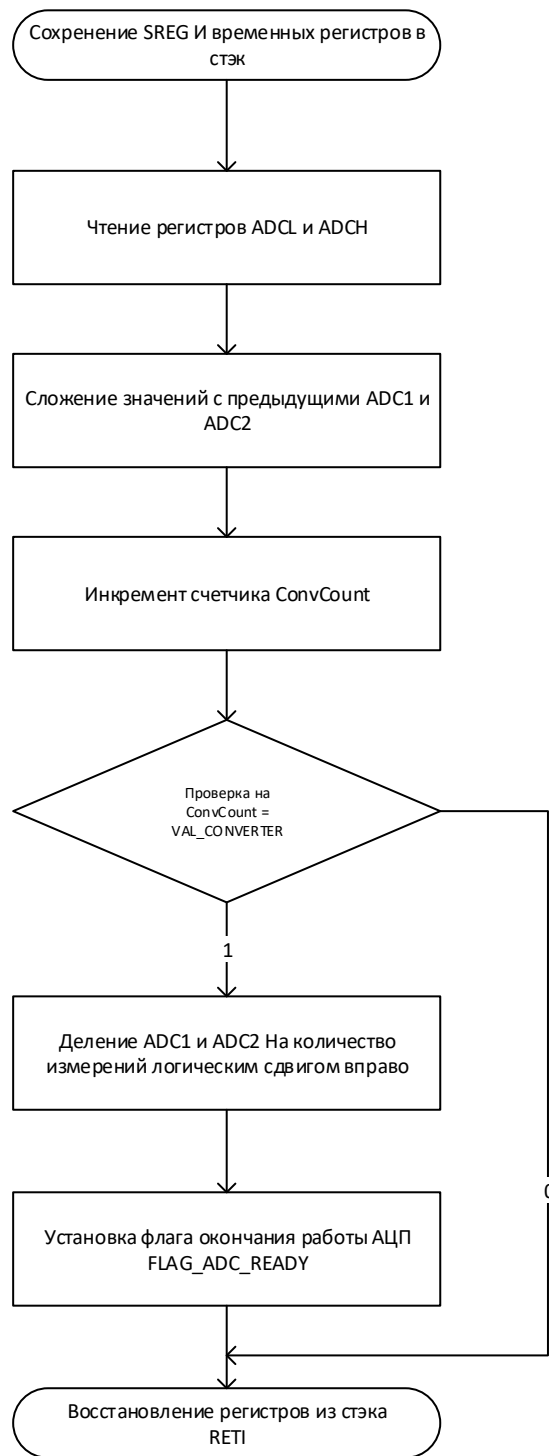 Сохренение SREG И временных регистров в
стэк
Чтение регистров ADCL и ADCH
Сложение значений с предыдущими ADC1 и
ADC2
Инкремент счетчика ConvCount
Проверка на
ConvCount =
VAL_CONVERTER
1
Деление ADC1 и ADC2 На количество
измерений логическим сдвигом вправо
0
Установка флага окончания работы АЦП
FLAG_ADC_READY
Восстановление регистров из стэка
RETI